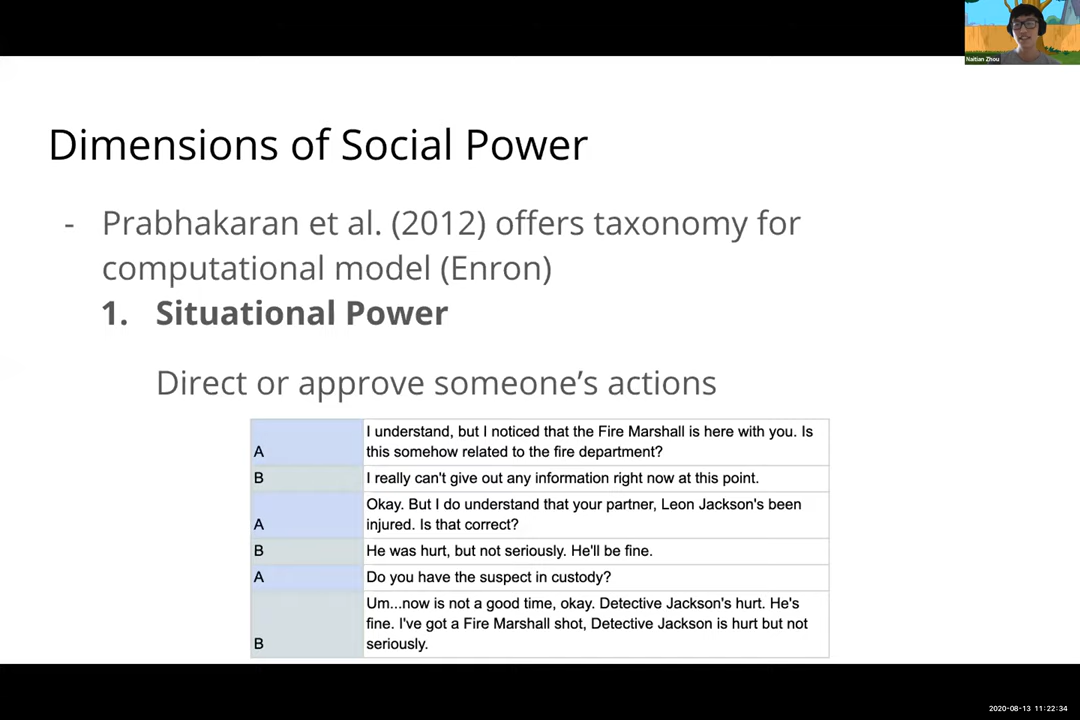 Naitian Zhou
Dimensions of Social Power
- Prabhakaran et al. (2012) offers taxonomy for
computational model (Enron)
1. Situational Power
Direct or approve someone's actions
A
I understand, but I noticed that the Fire Marshall is here with you. Is
this somehow related to the fire department?
B
I really can't give out any information right now at this point.
A
Okay. But I do understand that your partner, Leon Jackson's been
injured. Is that correct?
B
He was hurt, but not seriously. He'll be fine.
A
Do you have the suspect in custody?
B
Um...now is not a good time, okay. Detective Jackson's hurt. He's
fine. I've got a Fire Marshall shot, Detective Jackson is hurt but not
seriously.
2020-08-13 11:22:34